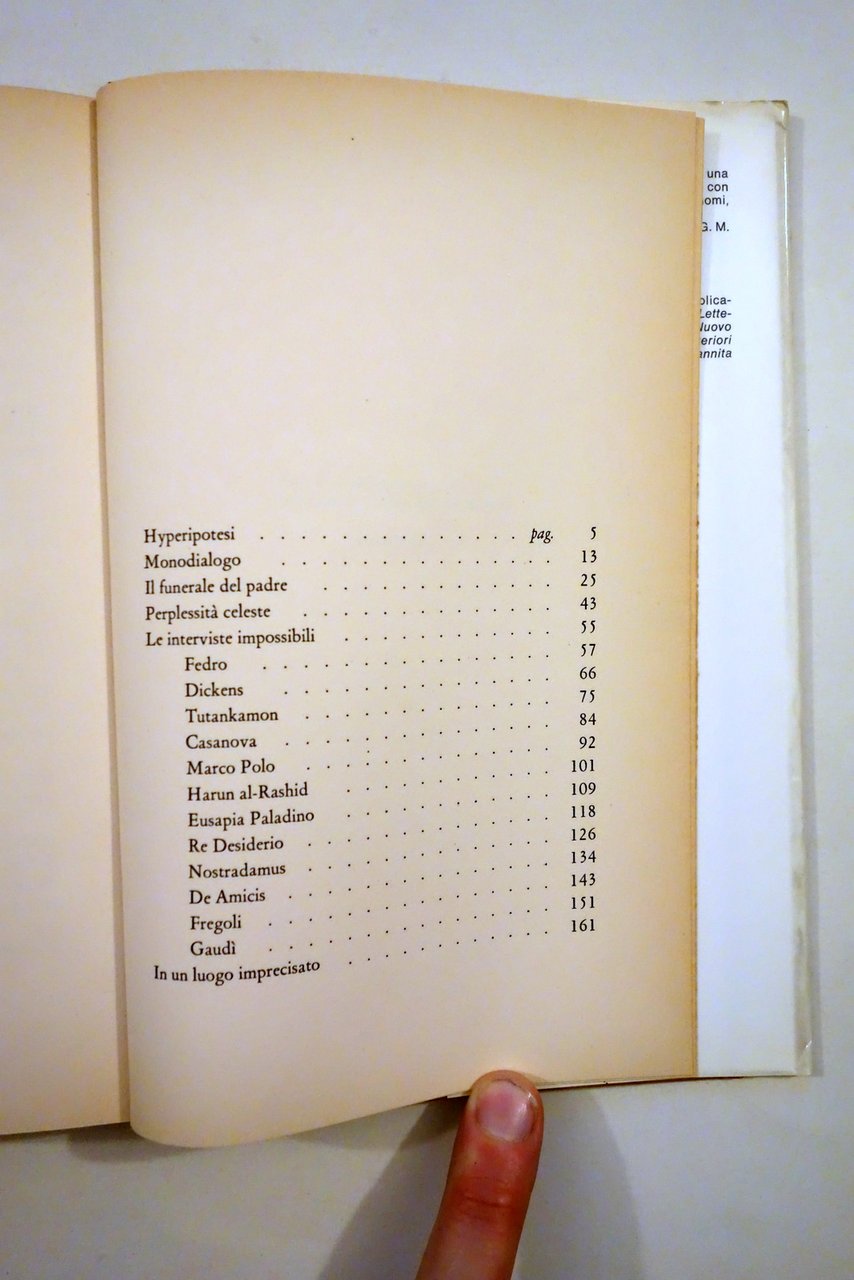 Hyperipotesi . . . . . . . . . . . . . pag. 5
Monodialogo . . . . . . . . . . . . . . 13
Il funerale del padre . . . . . . . . . . . . 25
Perplessità celeste . . . . . . . . . . . . . 43
Le interviste impossibili . . . . . . . . . . . 55
Fedro . . . . . . . . . . . . . . . 57
Dickens . . . . . . . . . . . . . . 66
Tutankamon . . . . . . . . . . . . . 75
Casanova . . . . . . . . . . . . . . 84
Marco Polo . . . . . . . . . . . . . 92
Harun al-Rashid . . . . . . . . . . . 101
Eusapia Paladino . . . . . . . . . . . 109
Re Desiderio . . . . . . . . . . . . . 118
Nostradamus . . . . . . . . . . . . . 126
De Amicis . . . . . . . . . . . . . . 134
Fregoli . . . . . . . . . . . . . . . 143
Gaudì . . . . . . . . . . . . . . . 151
In un luogo imprecisato . . . . . . . . . . . 161
una
con
omi,
G. M.
plica-
Lette-
Nuovo
eriori
annita